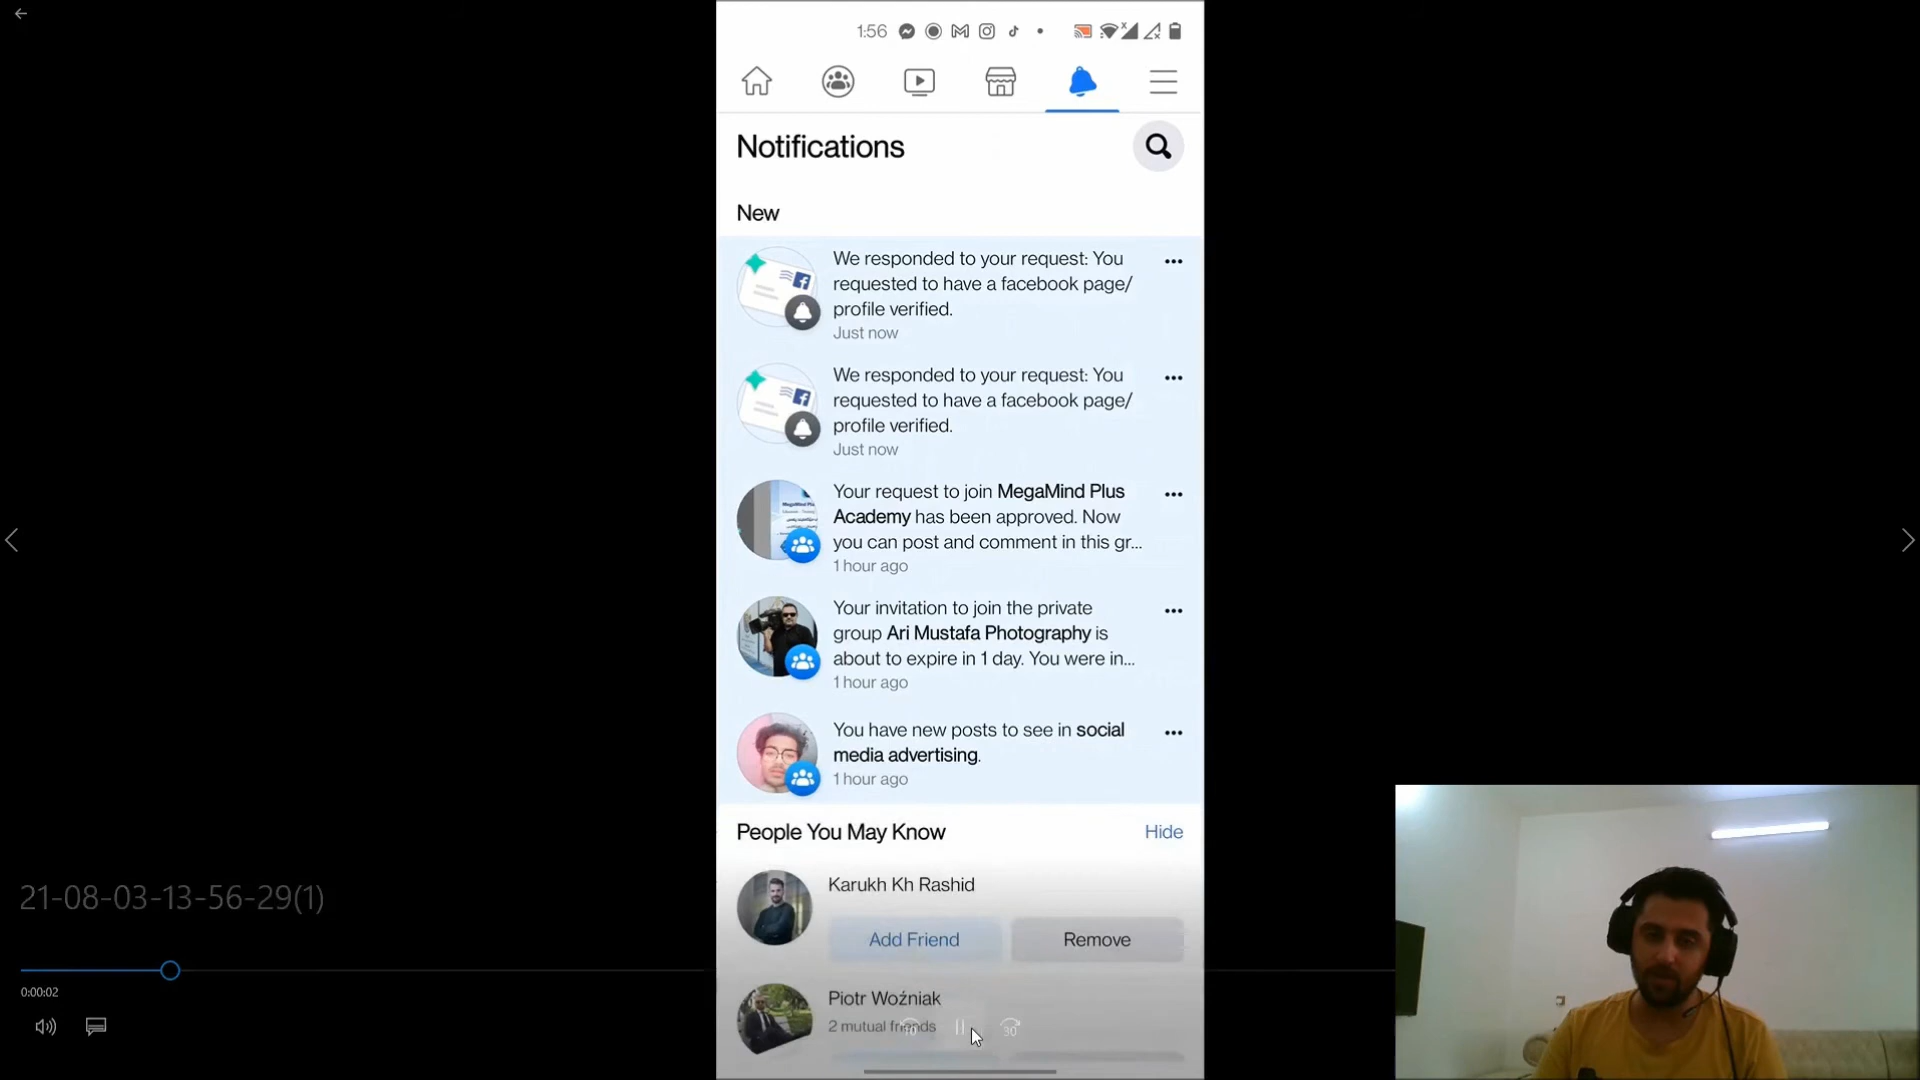 1:56
Notifications
New
We responded to your request: You
requested to have a facebook page/
profile verified.
Just now
We responded to your request: You
requested to have a facebook page/
profile verified.
Just now
Your request to join MegaMind Plus
Academy has been approved. Now
you can post and comment in this gr...
1 hour ago
Your invitation to join the private
group Ari Mustafa Photography is
about to expire in 1 day. You were in...
1 hour ago
You have new posts to see in social
media advertising.
1 hour ago
People You May Know
Hide
Karukh Kh Rashid
Add Friend
Remove
Piotr Woźniak
2 mutual friends
10
30
21-08-03-13-56-29(1)
0:00:02